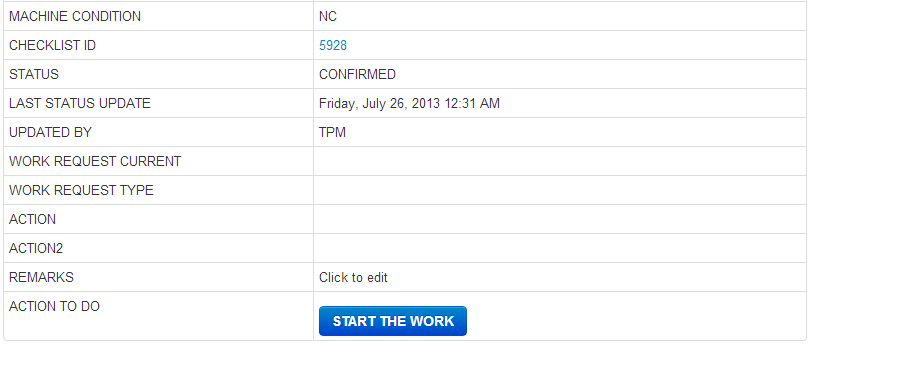 MACHINE CONDITION NC
CHECKLIST ID 5928
STATUS CONFIRMED
LAST STATUS UPDATE Friday, July 26, 2013 12:31 AM
UPDATED BY TPM
WORK REQUEST CURRENT
WORK REQUEST TYPE
ACTION
ACTION2
REMARKS Click to edit
ACTION TO DO
START THE WORK